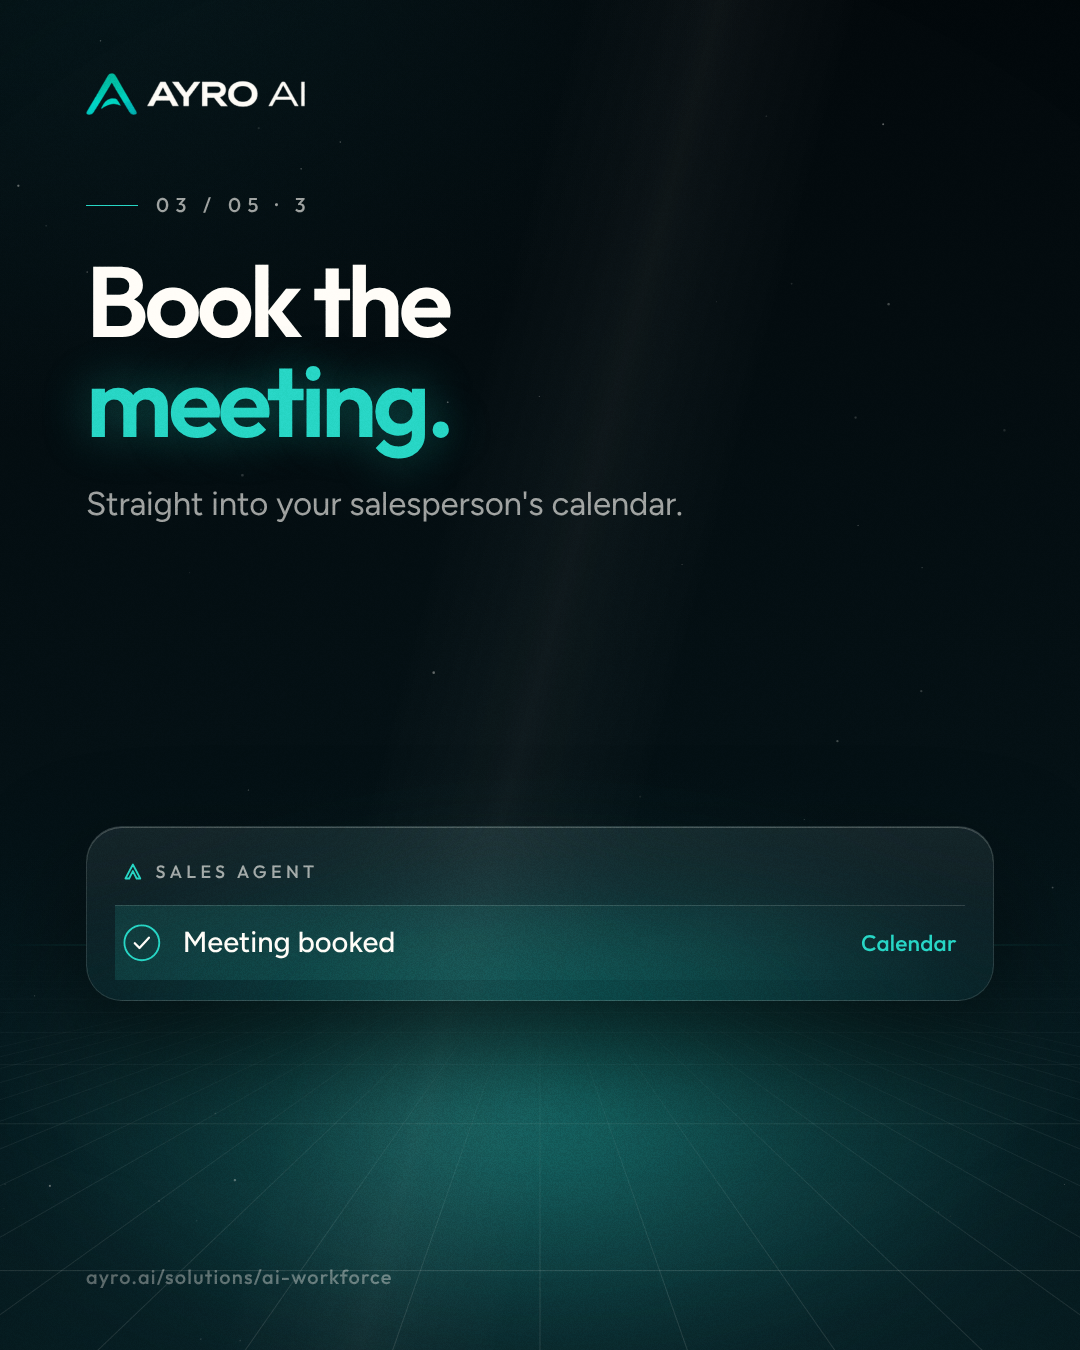 AYRO AI
03 / 05 · 3
Book the
meeting.
Straight into your salesperson's calendar.
SALES AGENT
Meeting booked
Calendar
ayro.ai/solutions/ai-workforce